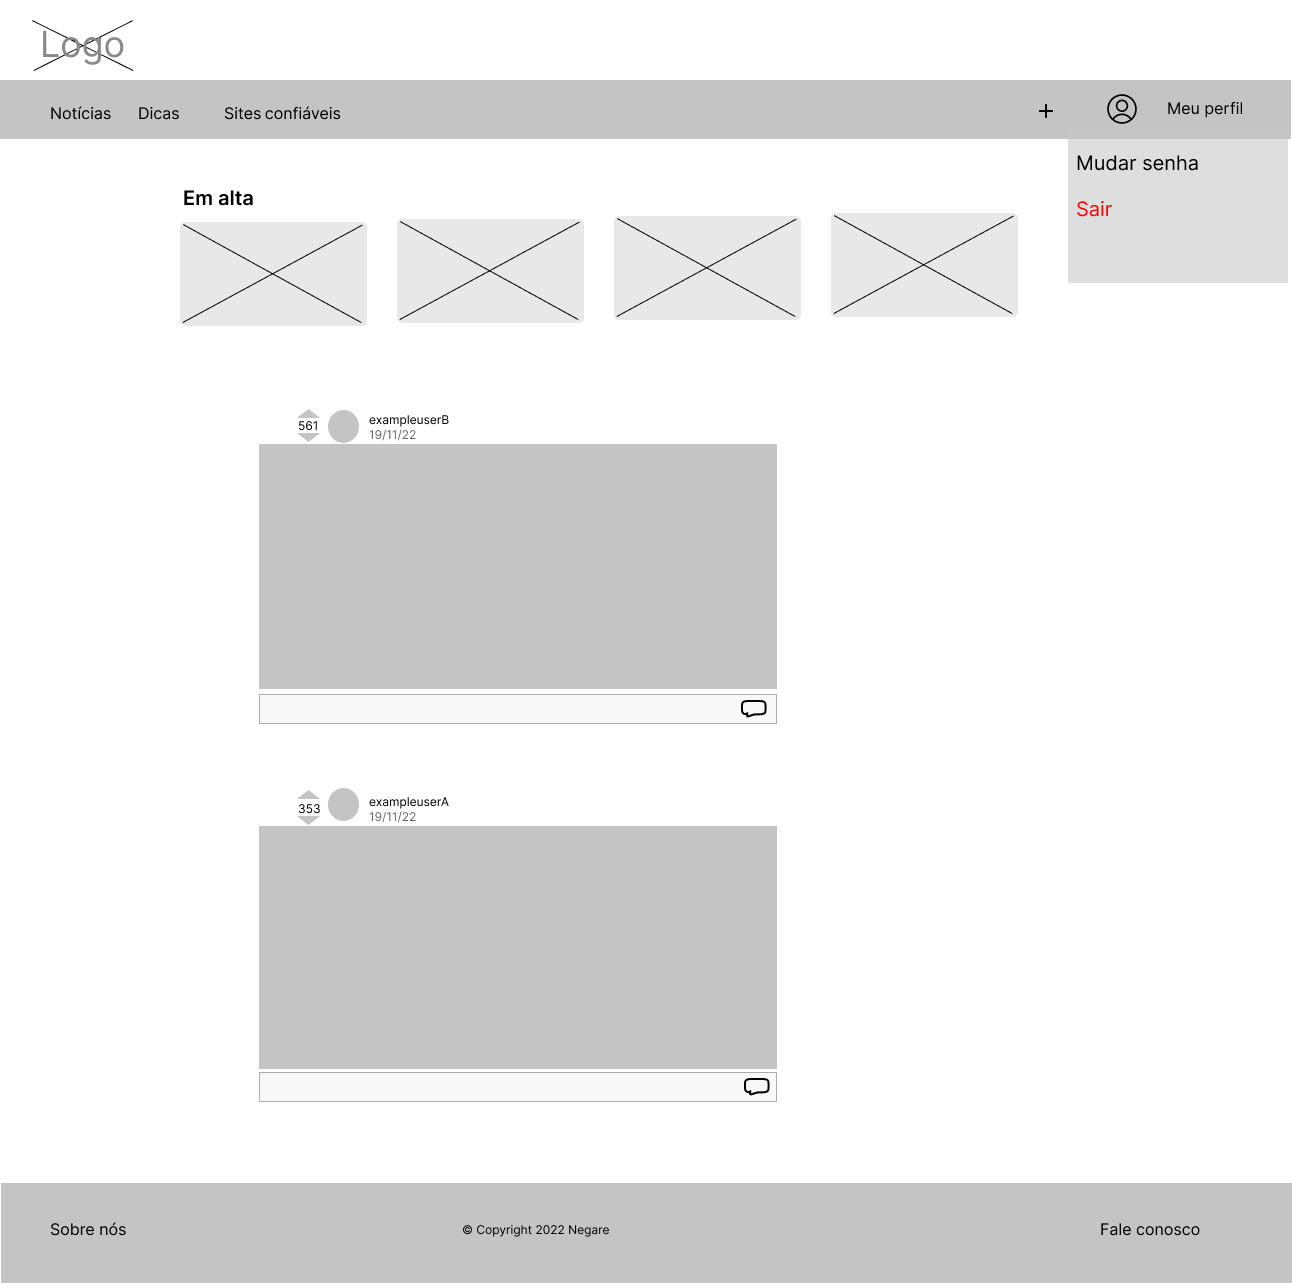 Logo
Notícias Dicas Sites confiáveis + Meu perfil
Mudar senha
Sair
Em alta
561
exampleuserB
19/11/22
353
exampleuserA
19/11/22
Sobre nós © Copyright 2022 Negare Fale conosco